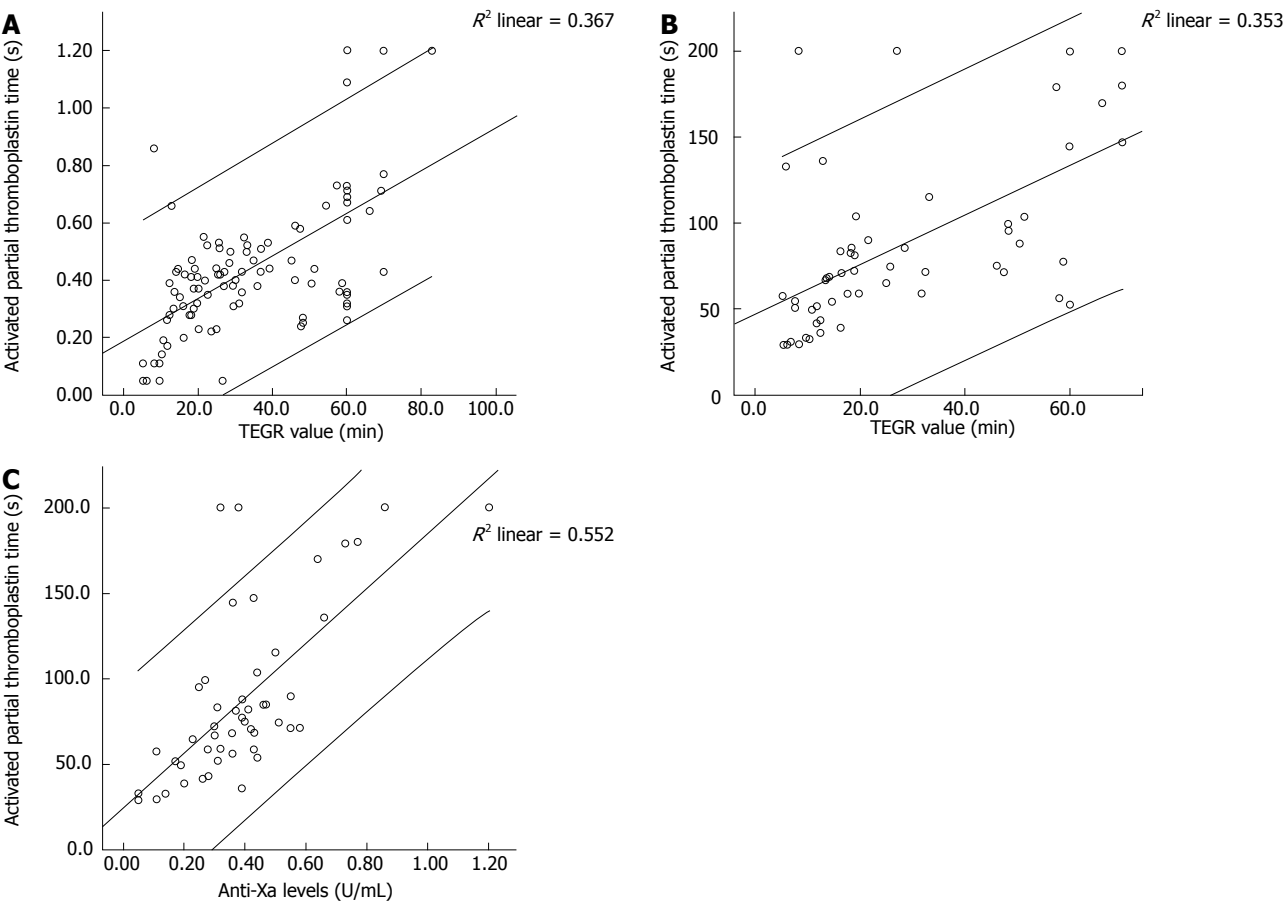 A
R² linear = 0.367
Activated partial thromboplastin time (s)
1.20
1.00
0.80
0.60
0.40
0.20
0.00
0.0 20.0 40.0 60.0 80.0 100.0
TEGR value (min)
B
R² linear = 0.353
Activated partial thromboplastin time (s)
200
150
100
50
0
0.0 20.0 40.0 60.0
TEGR value (min)
C
R² linear = 0.552
Activated partial thromboplastin time (s)
200.0
150.0
100.0
50.0
0.0
0.00 0.20 0.40 0.60 0.80 1.00 1.20
Anti-Xa levels (U/mL)